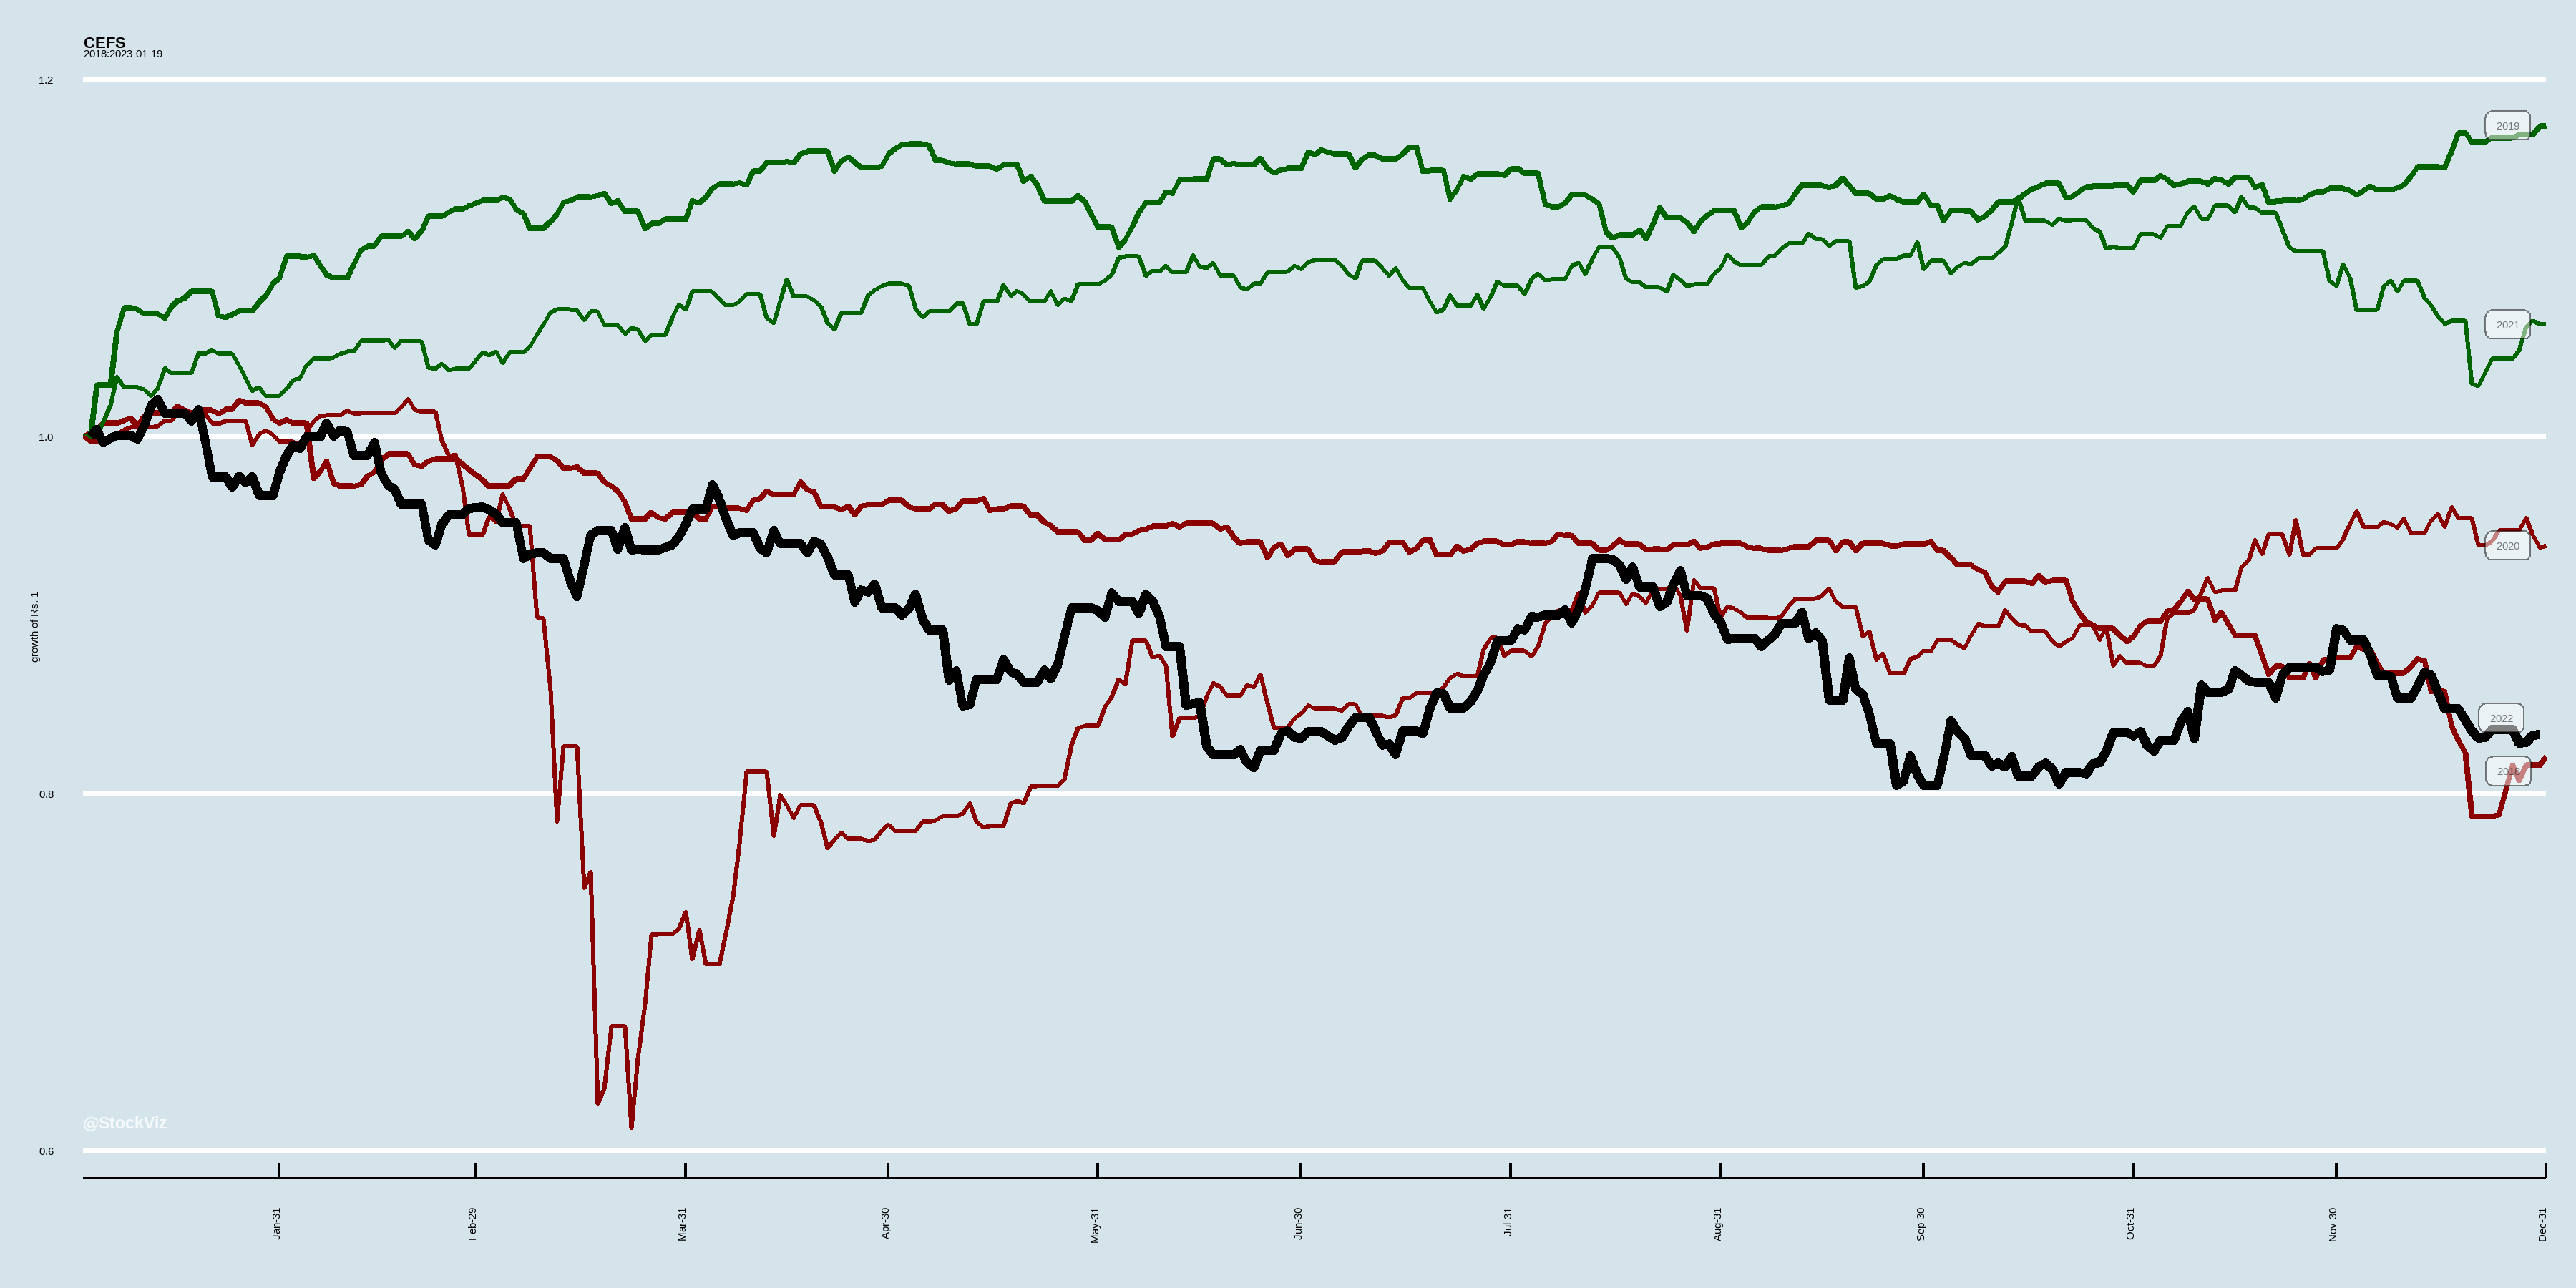 CEFS
2018:2023-01-19
1.2
1.0
0.8
0.6
growth of Rs. 1
2019
2021
2020
2022
2018
@StockViz
Jan-31
Feb-29
Mar-31
Apr-30
May-31
Jun-30
Jul-31
Aug-31
Sep-30
Oct-31
Nov-30
Dec-31